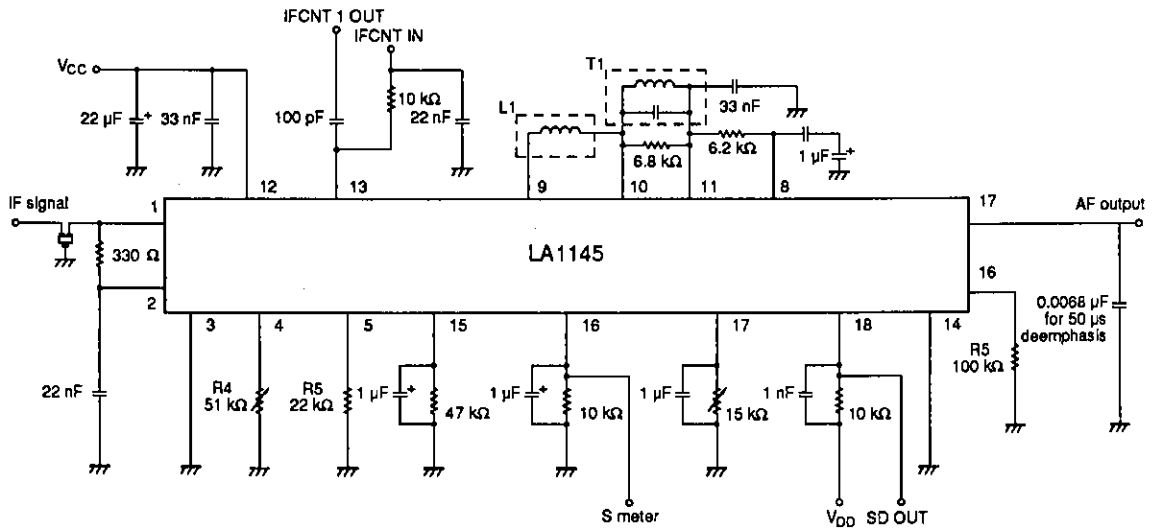 IFCNT 1 OUT
IFCNT IN
VCC
22 µF +
33 nF
100 pF
10 kΩ
22 nF
T1
33 nF
L1
6.8 kΩ
6.2 kΩ
1 µF +
12
13
9
10
11
8
IF signal
1
17
AF output
330 Ω
LA1145
16
2
3
4
5
15
16
17
18
14
0.0068 µF
for 50 µs
deemphasis
R5
100 kΩ
22 nF
R4
51 kΩ
R5
22 kΩ
1 µF +
47 kΩ
1 µF +
10 kΩ
1 µF
15 kΩ
1 nF
10 kΩ
S meter
VDD
SD OUT